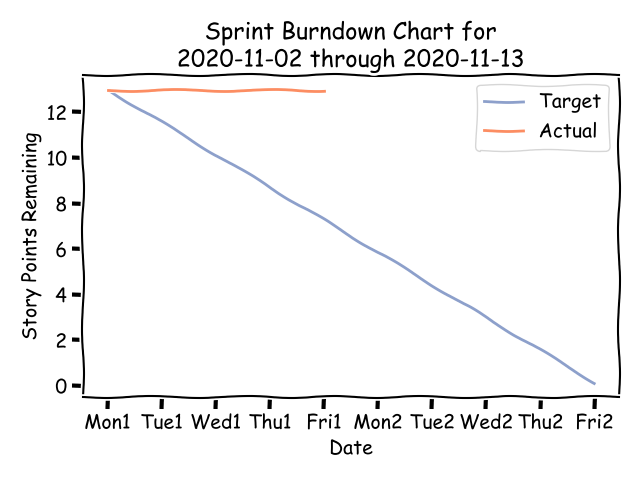 Sprint Burndown Chart for
2020-11-02 through 2020-11-13
Target
Actual
Story Points Remaining
12
10
8
6
4
2
0
Mon1 Tue1 Wed1 Thu1 Fri1 Mon2 Tue2 Wed2 Thu2 Fri2
Date